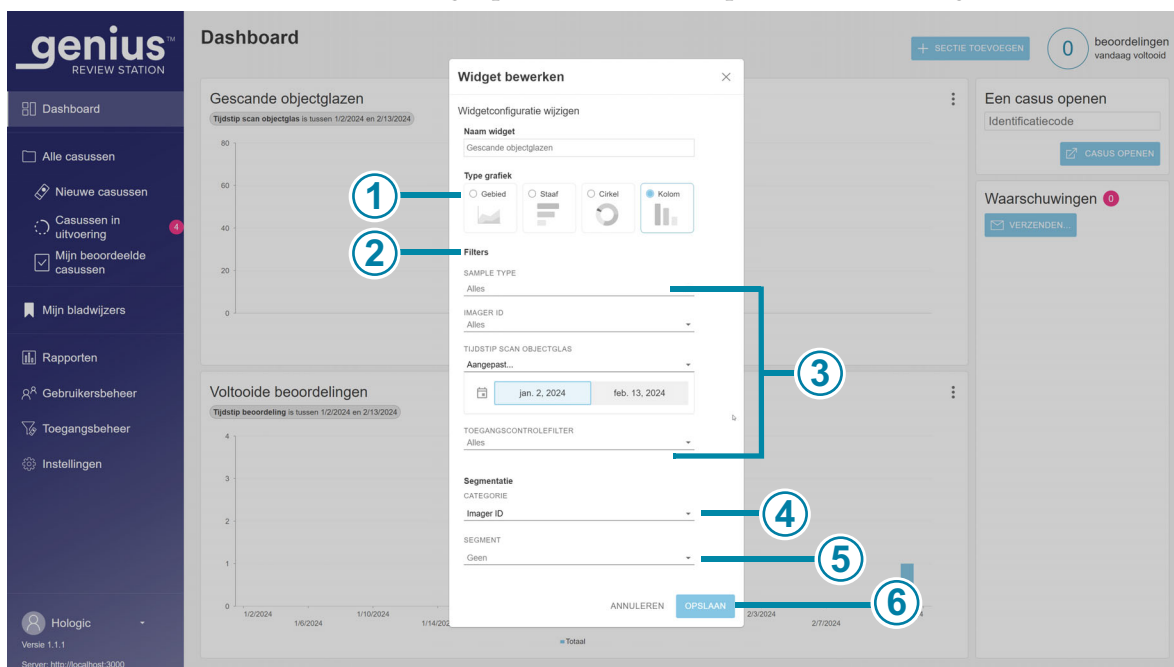 genius™
REVIEW STATION
Dashboard
Alle casussen
Nieuwe casussen
Casussen in
uitvoering
4
Mijn beoordeelde
casussen
Mijn bladwijzers
Rapporten
Gebruikersbeheer
Toegangsbeheer
Instellingen
Hologic
Versie 1.1.1
Server: http://localhost:3000
Dashboard
+ SECTIE TOEVOEGEN
0
beoordelingen
vandaag voltooid
Gescande objectglazen
Tijdstip scan objectglas is tussen 1/2/2024 en 2/13/2024
80
60
40
20
0
Voltooide beoordelingen
Tijdstip beoordeling is tussen 1/2/2024 en 2/13/2024
4
3
2
1
0
1/2/2024
1/6/2024
1/10/2024
1/14/202
2/3/2024
2/7/2024
Totaal
Widget bewerken
Widgetconfiguratie wijzigen
Naam widget
Gescande objectglazen
Type grafiek
Gebied
Staaf
Cirkel
Kolom
Filters
SAMPLE TYPE
Alles
IMAGER ID
Alles
TIJDSTIP SCAN OBJECTGLAS
Aangepast...
jan. 2, 2024
feb. 13, 2024
TOEGANGSCONTROLEFILTER
Alles
Segmentatie
CATEGORIE
Imager ID
SEGMENT
Geen
ANNULEREN
OPSLAAN
1
2
3
4
5
6
Een casus openen
Identificatiecode
CASUS OPENEN
Waarschuwingen 0
VERZENDEN...